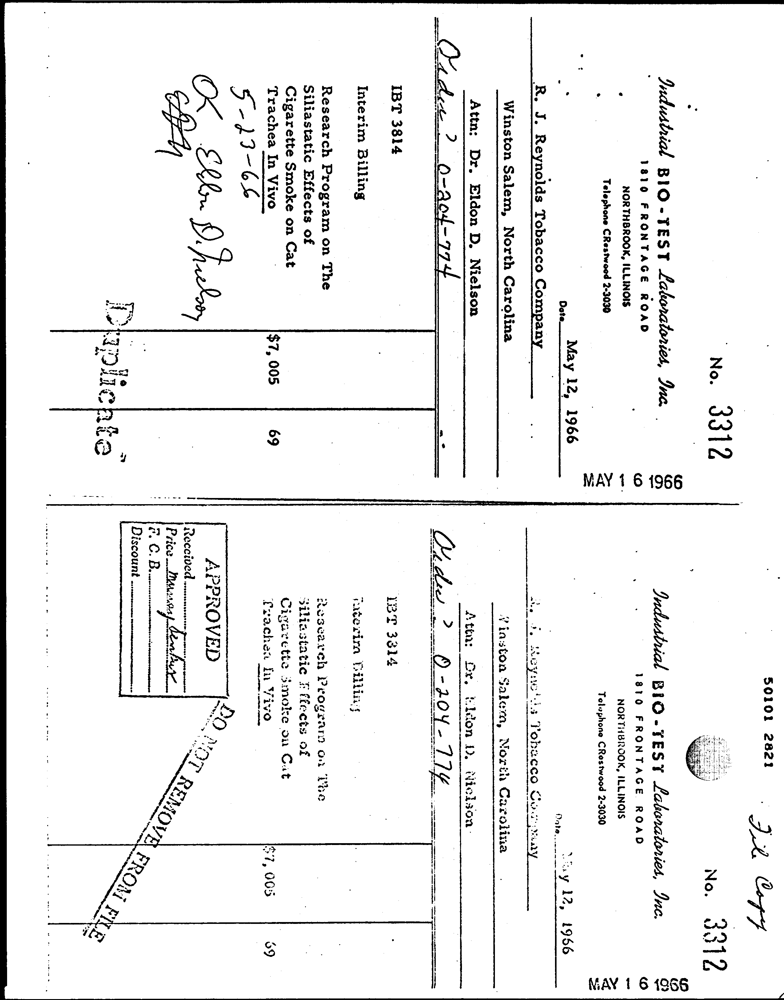 50101 2821
File Copy
No. 3312
Industrial BIO-TEST Laboratories, Inc.
1810 FRONTAGE ROAD
NORTHBROOK, ILLINOIS
Telephone CRestwood 2-3030
MAY 1 6 1966
Date May 12, 1966
R. J. Reynolds Tobacco Company
Winston Salem, North Carolina
Attn: Dr. Eldon D. Nielson
Order ? 0-204-774
IBT 3814
Interim Billing
Research Program on The
Siliastatic Effects of
Cigarette Smoke on Cat
Trachea In Vivo
$7,005 69
5-23-66
OK Eldon D. Nielson
Duplicate
No. 3312
Industrial BIO-TEST Laboratories, Inc.
1810 FRONTAGE ROAD
NORTHBROOK, ILLINOIS
Telephone CRestwood 2-3030
MAY 1 6 1966
Date May 12, 1966
R. J. Reynolds Tobacco Company
Winston Salem, North Carolina
Attn: Dr. Eldon D. Nielson
Order ? 0-204-774
IBT 3314
Interim Billing
Research Program on The
Siliastatic Effects of
Cigarette Smoke on Cat
Trachea In Vivo
$7,005 69
APPROVED
Received
Price
F. C. B.
Discount
DO NOT REMOVE FROM FILE